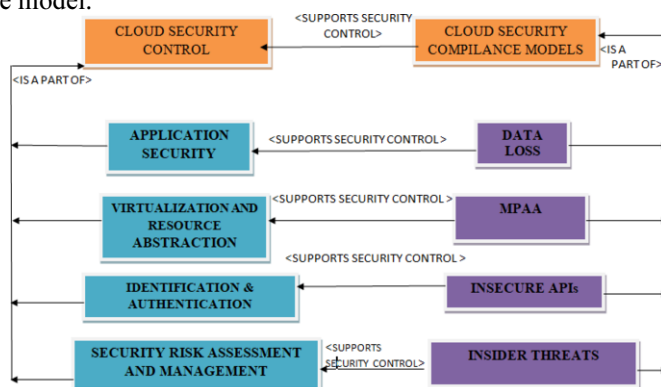 e model.
CLOUD SECURITY
CONTROL
<SUPPORTS SECURITY
CONTROL>
CLOUD SECURITY
COMPILANCE MODELS
<IS A
PART OF>
<IS A PART OF>
APPLICATION
SECURITY
<SUPPORTS SECURITY CONTROL>
DATA
LOSS
VIRTUALIZATION AND
RESOURCE
ABSTRACTION
<SUPPORTS SECURITY CONTROL>
MPAA
<SUPPORTS SECURITY CONTROL>
IDENTIFICATION &
AUTHENTICATION
INSECURE APIs
SECURITY RISK ASSESSMENT
AND MANAGEMENT
<SUPPORTS
SECURITY CONTROL>
INSIDER THREATS